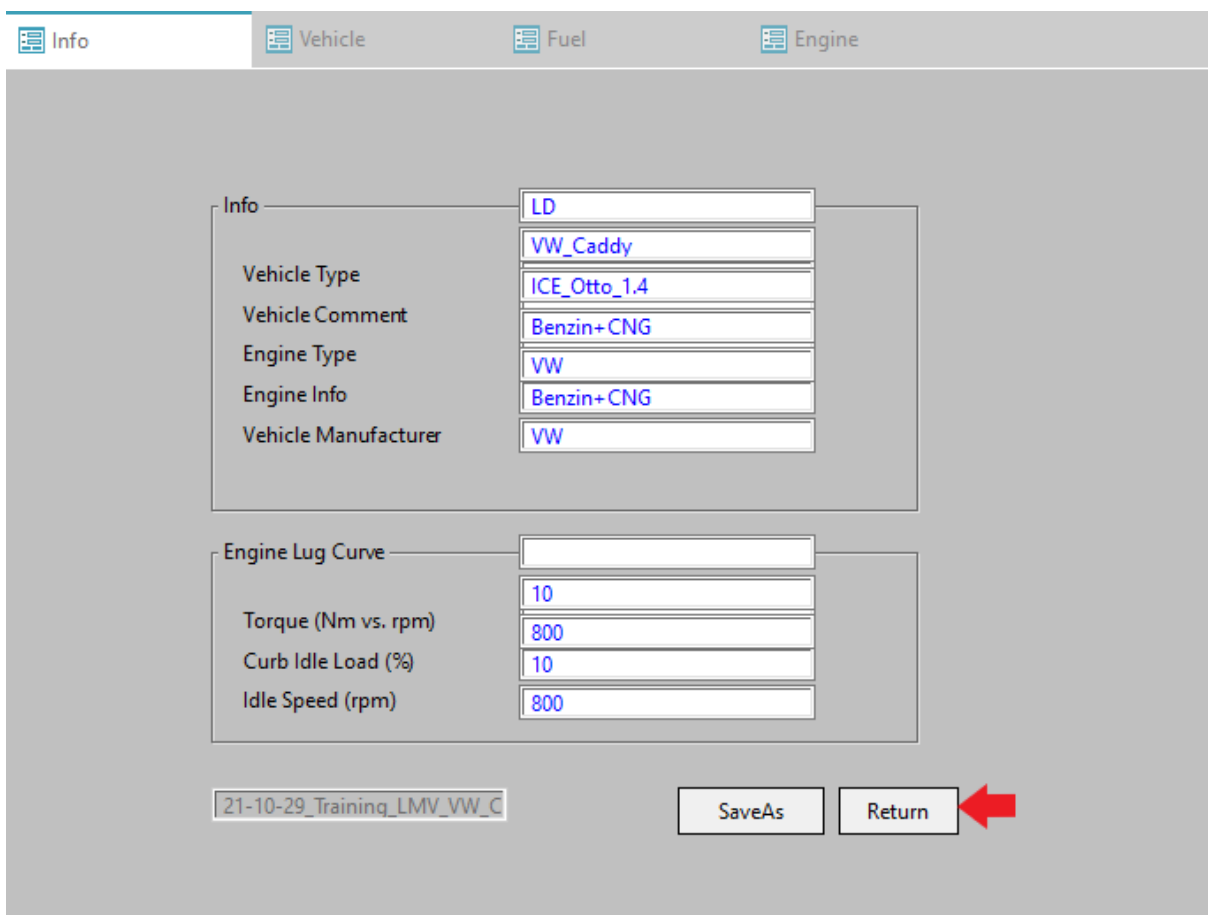 Info Vehicle Fuel Engine
Info LD
VW_Caddy
Vehicle Type ICE_Otto_1.4
Vehicle Comment Benzin+CNG
Engine Type VW
Engine Info Benzin+CNG
Vehicle Manufacturer VW
Engine Lug Curve
10
Torque (Nm vs. rpm) 800
Curb Idle Load (%) 10
Idle Speed (rpm) 800
21-10-29_Training_LMV_VW_C SaveAs Return